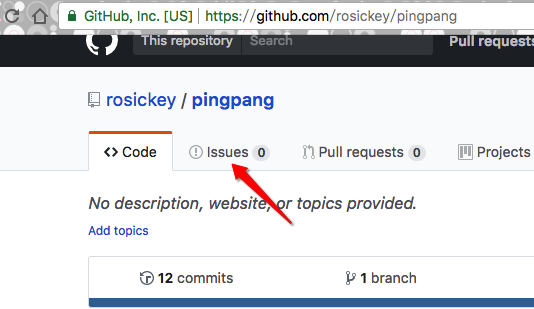 GitHub, Inc. [US] https://github.com/rosickey/pingpang
This repository Search Pull requests
rosickey / pingpang
Code Issues 0 Pull requests 0 Projects
No description, website, or topics provided.
Add topics
12 commits 1 branch